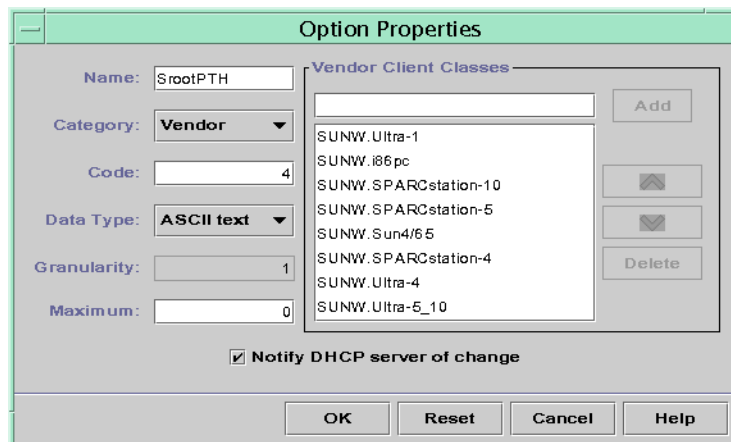 Option Properties
Name: SrootPTH
Category: Vendor
Code: 4
Data Type: ASCII text
Granularity: 1
Maximum: 0
Vendor Client Classes
Add
SUNW.Ultra-1
SUNW.i86pc
SUNW.SPARCstation-10
SUNW.SPARCstation-5
SUNW.Sun4/65
SUNW.SPARCstation-4
SUNW.Ultra-4
SUNW.Ultra-5_10
Delete
Notify DHCP server of change
OK Reset Cancel Help